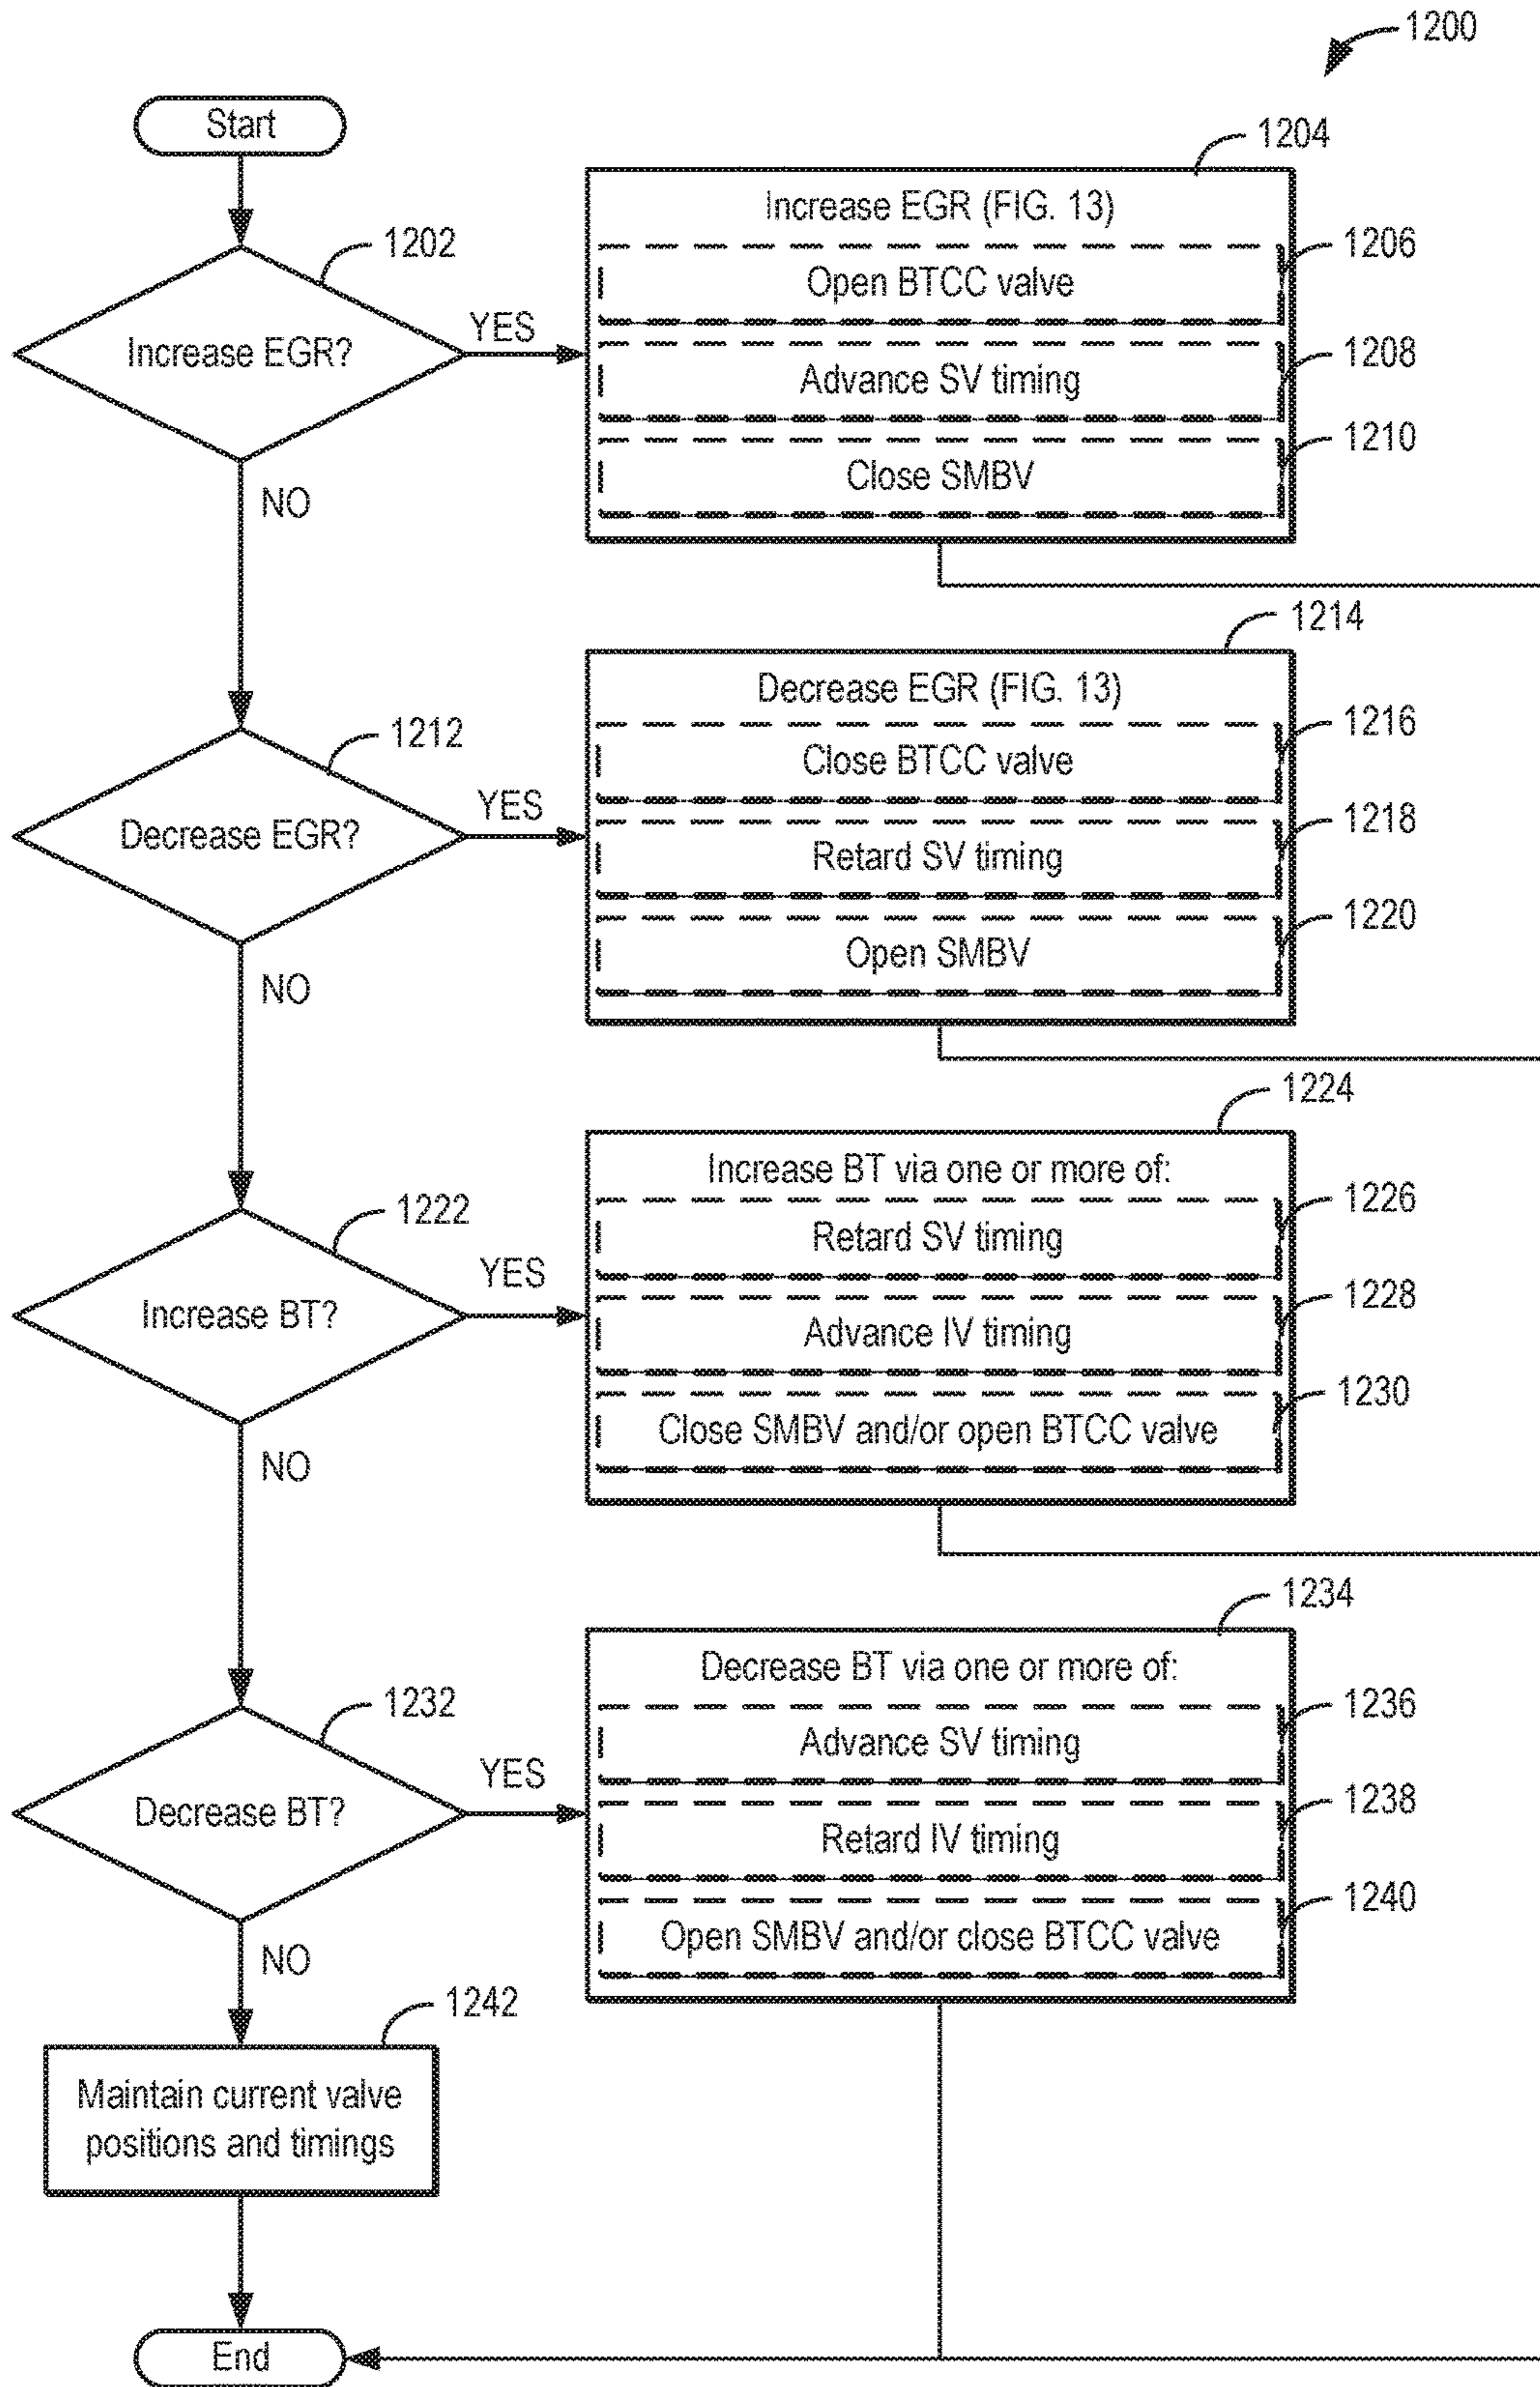 1200
Start
1204
Increase EGR (FIG. 13)
1202
1206
Open BTCC valve
YES
Increase EGR?
1208
Advance SV timing
1210
Close SMBV
NO
1214
Decrease EGR (FIG. 13)
1212
1216
Close BTCC valve
YES
Decrease EGR?
1218
Retard SV timing
1220
Open SMBV
NO
1224
Increase BT via one or more of:
1222
1226
Retard SV timing
YES
Increase BT?
1228
Advance IV timing
1230
Close SMBV and/or open BTCC valve
NO
1234
Decrease BT via one or more of:
1232
1236
Advance SV timing
YES
Decrease BT?
1238
Retard IV timing
1240
Open SMBV and/or close BTCC valve
NO
1242
Maintain current valve
positions and timings
End